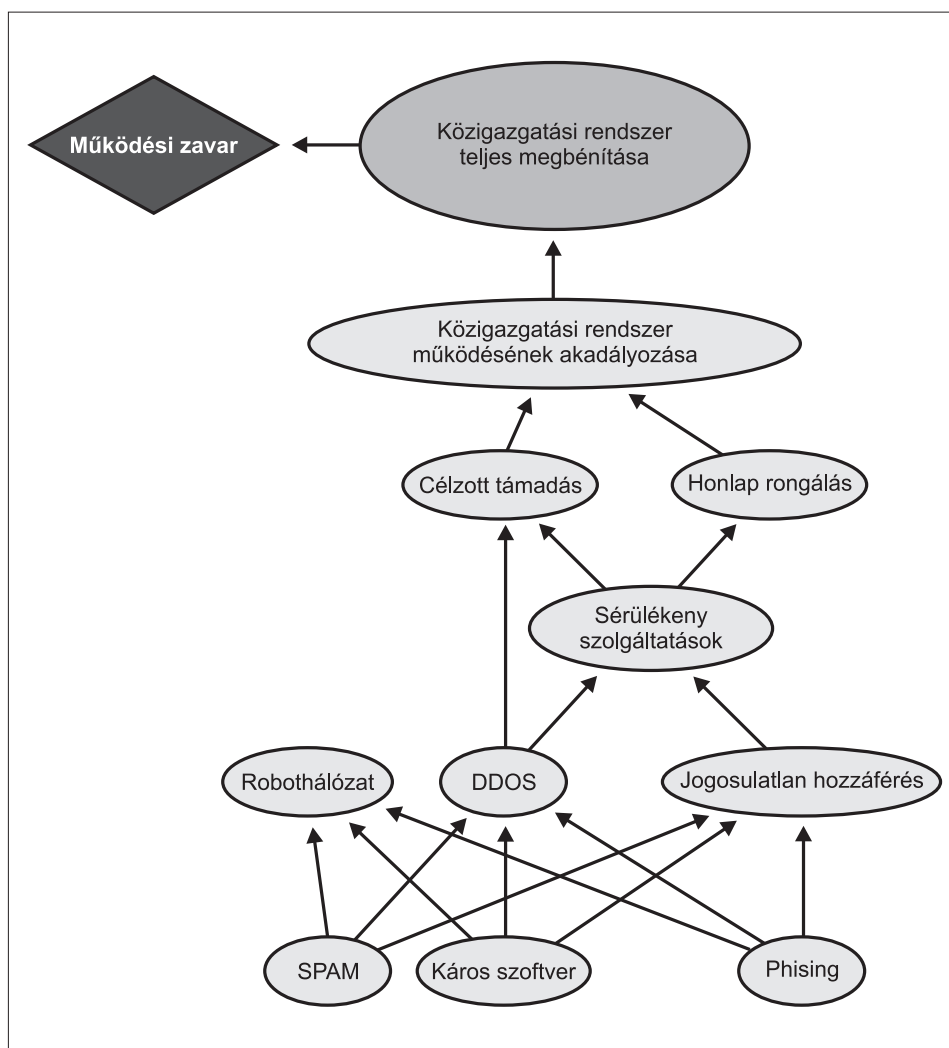 Működési zavar
Közigazgatási rendszer
teljes megbénítása
Közigazgatási rendszer
működésének akadályozása
Célzott támadás
Honlap rongálás
Sérülékeny
szolgáltatások
Robothálózat
DDOS
Jogosulatlan hozzáférés
SPAM
Káros szoftver
Phising